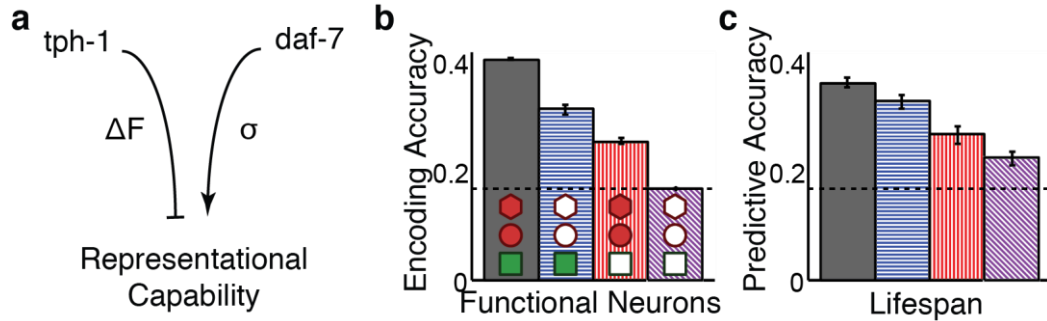 a
tph-1
daf-7
ΔF
σ
Representational
Capability
b
Encoding Accuracy
0.4
0.2
0
Functional Neurons
c
Predictive Accuracy
0.4
0.2
0
Lifespan